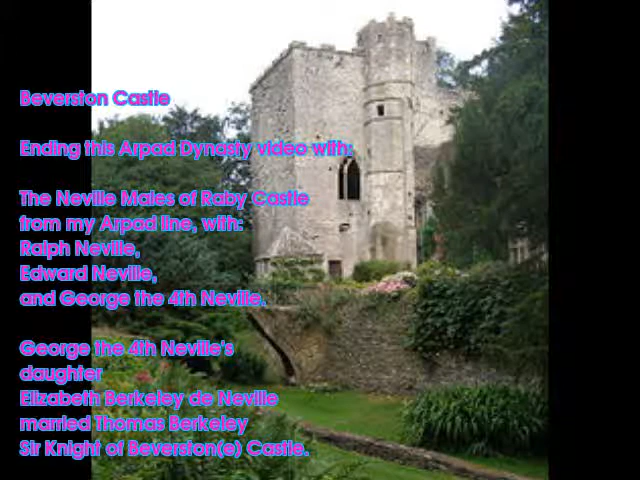 Beverston Castle
Ending this Arpad Dynasty video with:
The Neville Males of Raby Castle
from my Arpad line, with:
Ralph Neville,
Edward Neville,
and George the 4th Neville.
George the 4th Neville's
daughter
Elizabeth Berkeley de Neville
married Thomas Berkeley
Sir Knight of Beverston(e) Castle.